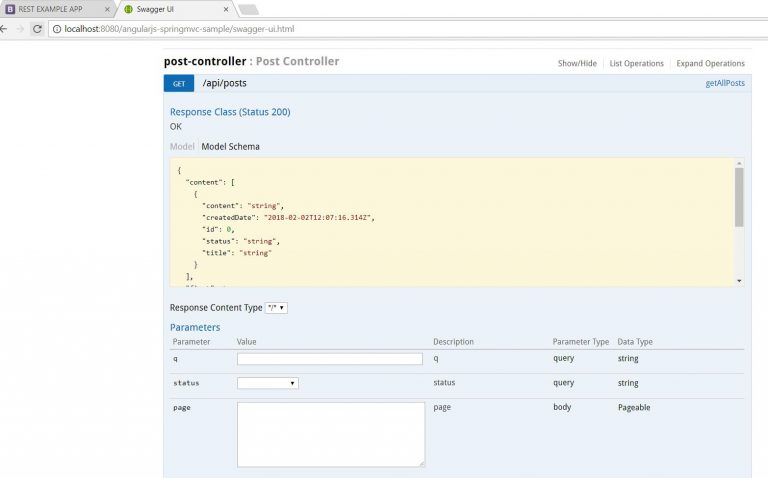 REST EXAMPLE APP
Swagger UI
localhost:8080/angularjs-springmvc-sample/swagger-ui.html
post-controller : Post Controller
Show/Hide List Operations Expand Operations
GET /api/posts getAllPosts
Response Class (Status 200)
OK
Model Model Schema
{
"content": [
{
"content": "string",
"createdDate": "2018-02-02T12:07:16.314Z",
"id": 0,
"status": "string",
"title": "string"
}
],
Response Content Type */*
Parameters
Parameter Value Description Parameter Type Data Type
q q query string
status status query string
page page body Pageable